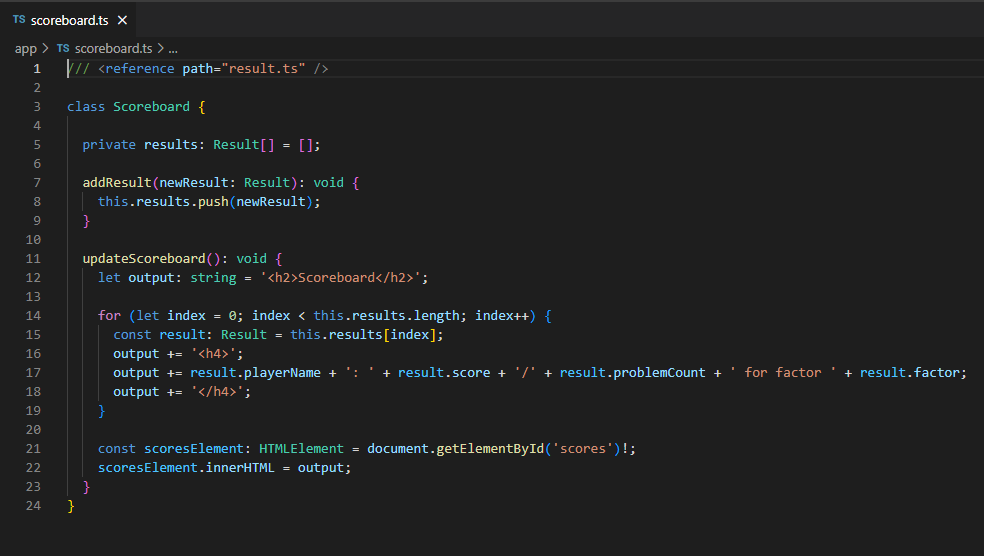 TS scoreboard.ts ×
app > TS scoreboard.ts > ...
1 /// <reference path="result.ts" />
2
3 class Scoreboard {
4
5   private results: Result[] = [];
6
7   addResult(newResult: Result): void {
8     this.results.push(newResult);
9   }
10
11   updateScoreboard(): void {
12     let output: string = '<h2>Scoreboard</h2>';
13
14     for (let index = 0; index < this.results.length; index++) {
15       const result: Result = this.results[index];
16       output += '<h4>';
17       output += result.playerName + ': ' + result.score + '/' + result.problemCount + ' for factor ' + result.factor;
18       output += '</h4>';
19     }
20
21     const scoresElement: HTMLElement = document.getElementById('scores')!;
22     scoresElement.innerHTML = output;
23   }
24 }